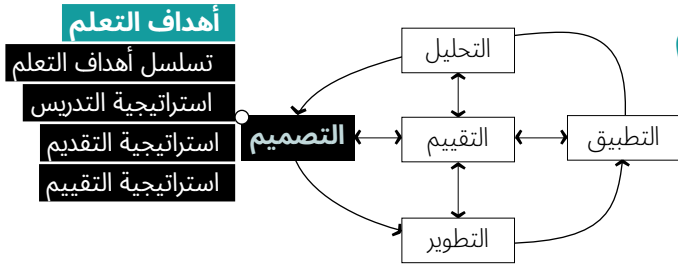 أهداف التعلم
تسلسل أهداف التعلم
استراتيجية التدريس
استراتيجية التقديم
استراتيجية التقييم
التحليل
التصميم
التقييم
التطبيق
التطوير